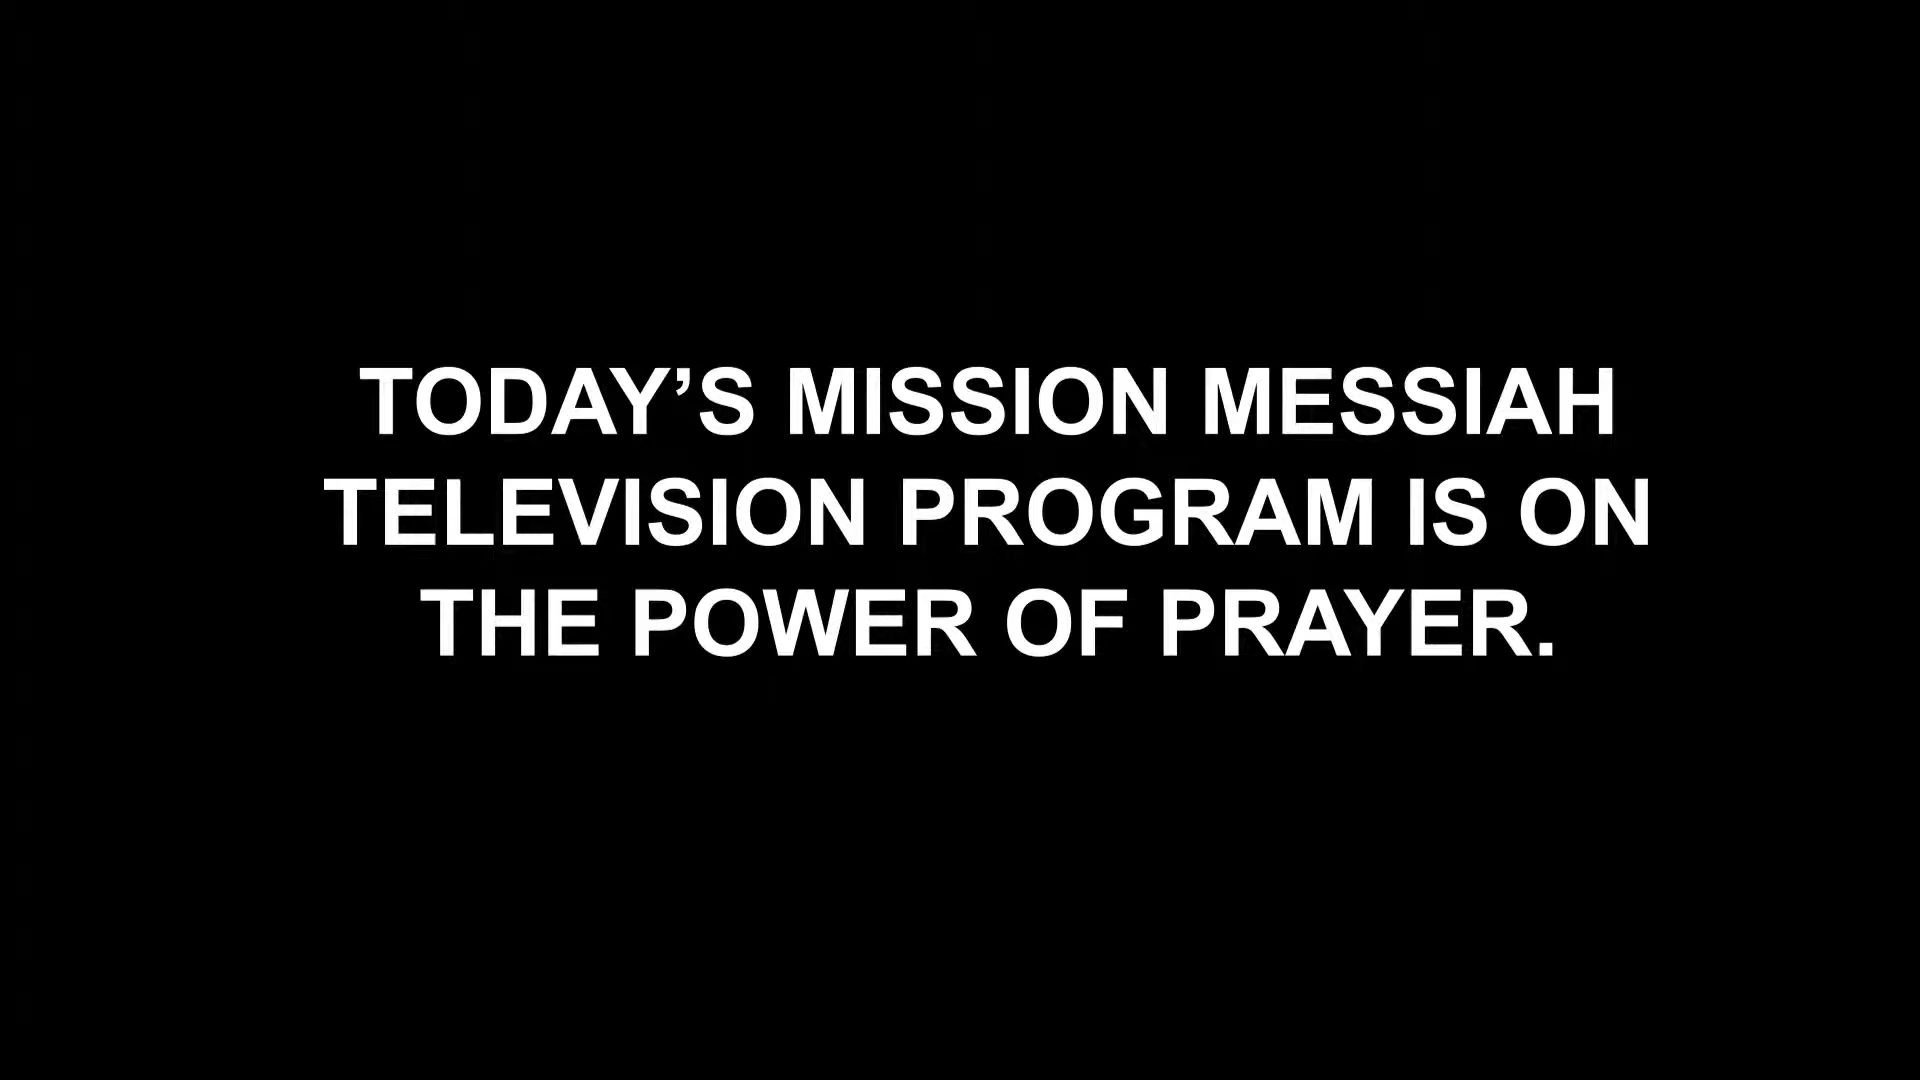 TODAY’S MISSION MESSIAH
TELEVISION PROGRAM IS ON
THE POWER OF PRAYER.